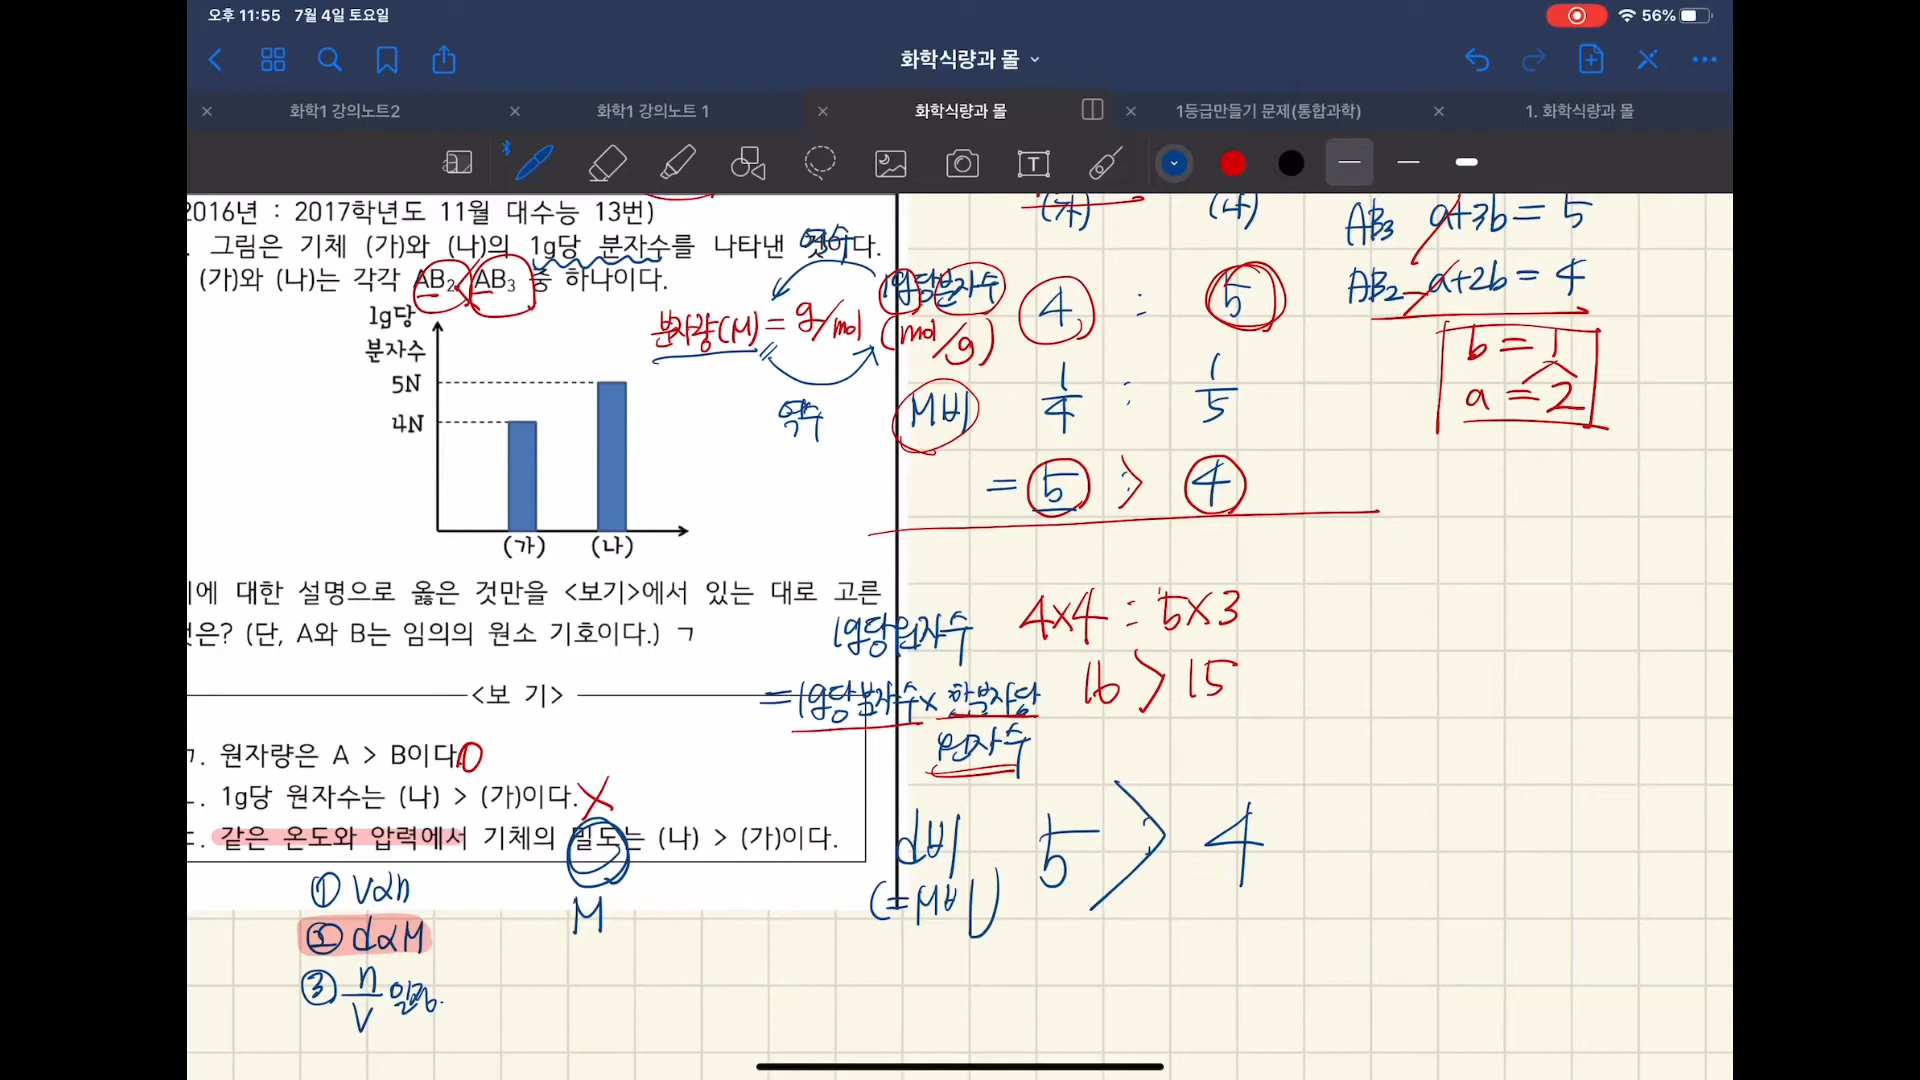 오후 11:55 7월 4일 토요일
56%
화학식량과 몰
화학1 강의노트2
화학1 강의노트 1
화학식량과 몰
1등급만들기 문제(통합과학)
1. 화학식량과 몰
2016년 : 2017학년도 11월 대수능 13번)
. 그림은 기체 (가)와 (나)의 1g당 분자수를 나타낸 것이다.
(가)와 (나)는 각각 AB₂, AB₃ 중 하나이다.
1g당
분자수
5N
4N
(가) (나)
역수
분자량(M) = g/mol
역수
(가) (나)
1g당분자수 4 : 5
(mol/g)
M비 1/4 : 1/5
= 5 > 4
AB₃ a+3b = 5
AB₂ a+2b = 4
b = 1
a = 2
에 대한 설명으로 옳은 것만을 <보기>에서 있는 대로 고른
것은? (단, A와 B는 임의의 원소 기호이다.) ㄱ
<보 기>
ㄱ. 원자량은 A > B이다. O
ㄴ. 1g당 원자수는 (나) > (가)이다. X
ㄷ. 같은 온도와 압력에서 기체의 밀도는 (나) > (가)이다.
1g당원자수
= 1g당분자수 x 한분자당
원자수
4x4 : 5x3
16 > 15
d비 5 > 4
(=M비)
M
① V∝n
② d∝M
③ n/V 일정.